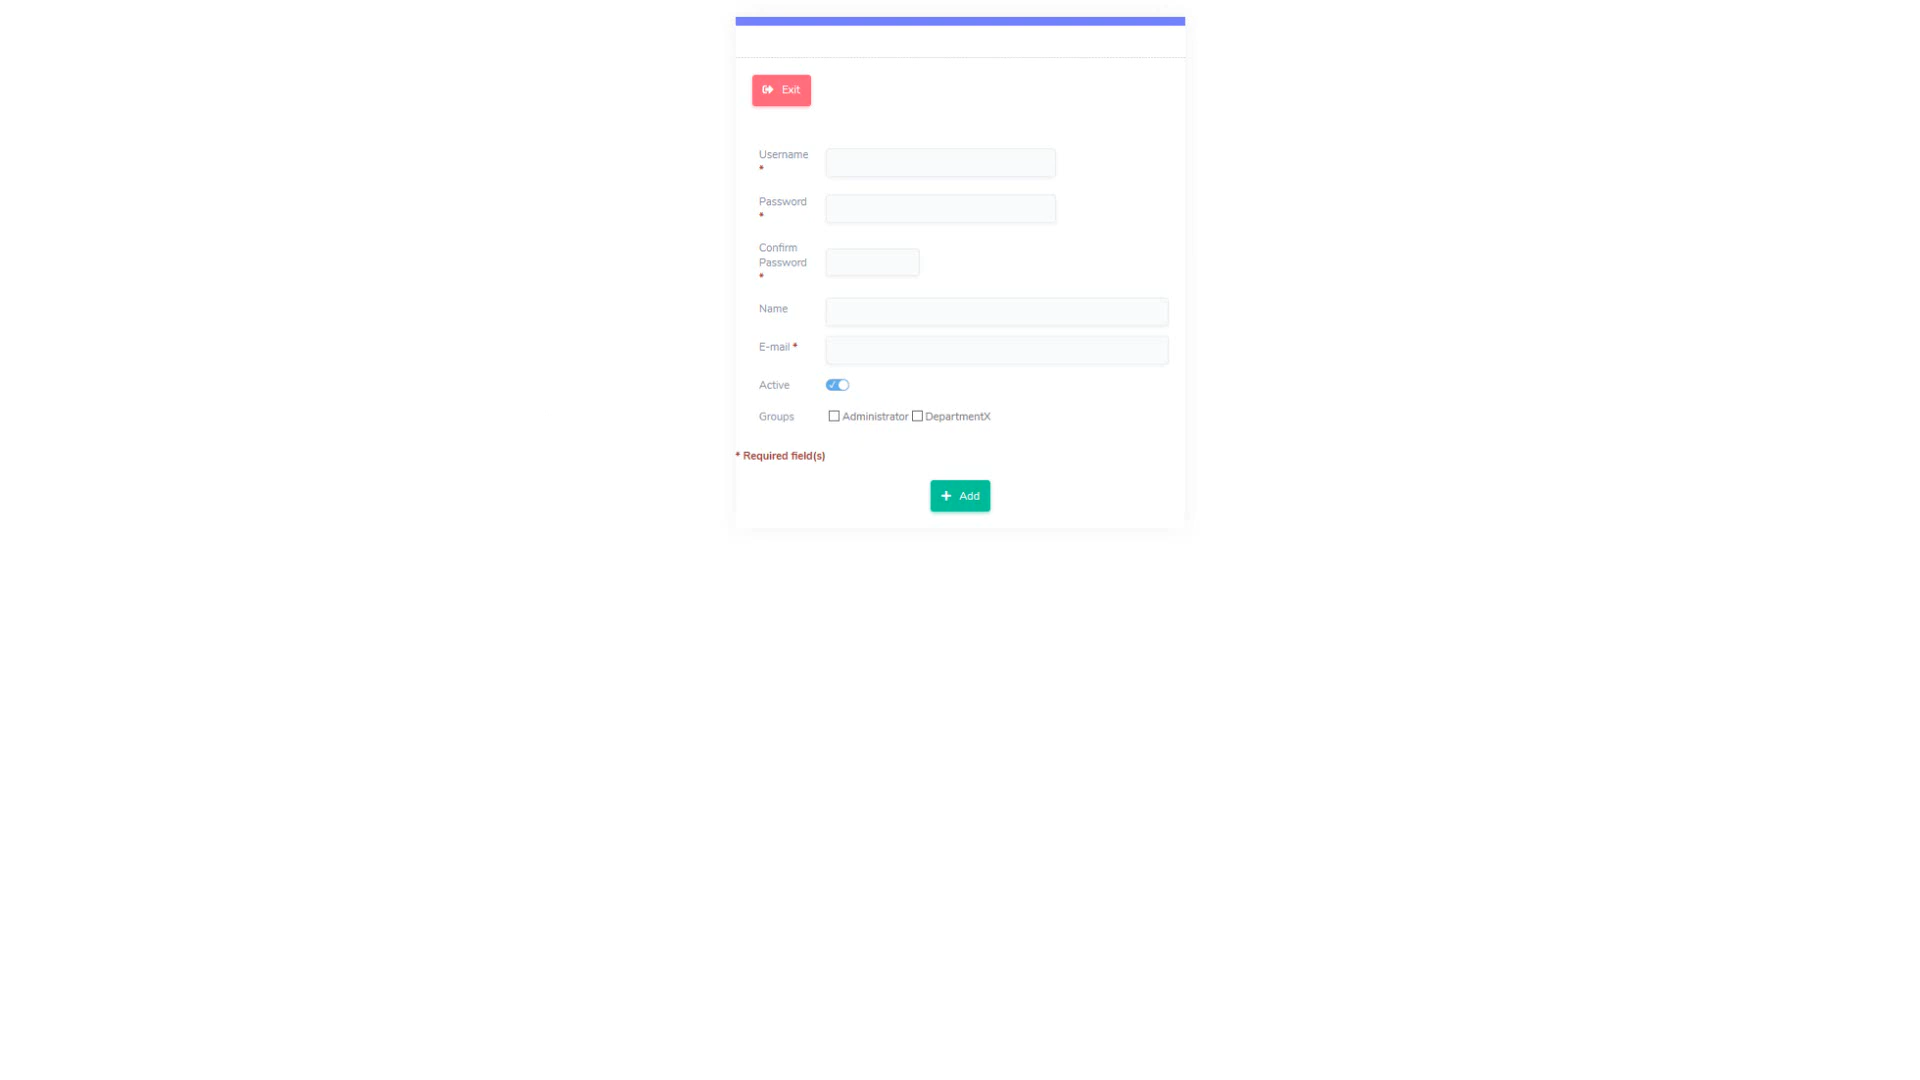 Exit
Username
*
Password
*
Confirm
Password
*
Name
E-mail *
Active
Groups Administrator DepartmentX
* Required field(s)
Add